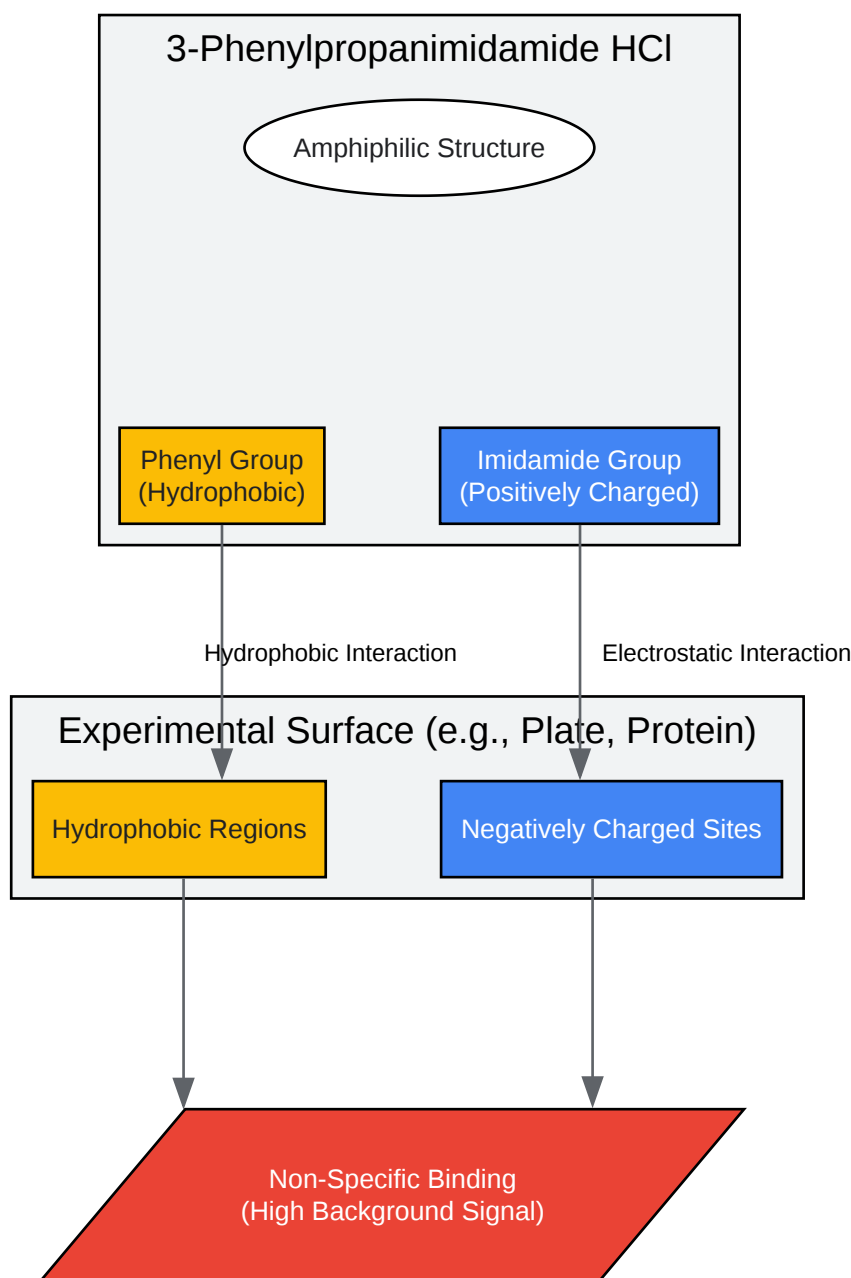 3-Phenylpropanimidamide HCl
Amphiphilic Structure
Phenyl Group
(Hydrophobic)
Imidamide Group
(Positively Charged)
Hydrophobic Interaction
Electrostatic Interaction
Experimental Surface (e.g., Plate, Protein)
Hydrophobic Regions
Negatively Charged Sites
Non-Specific Binding
(High Background Signal)